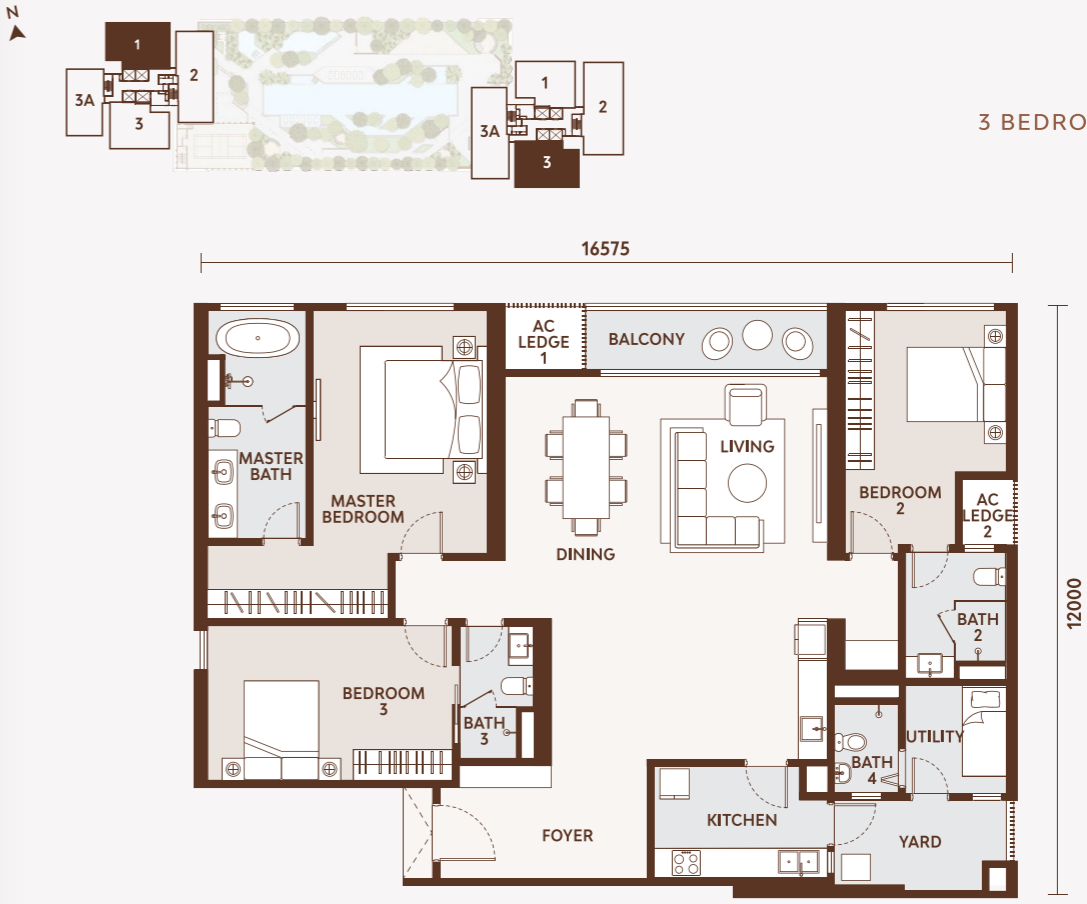 N
1
2
3A
3
1
2
3A
3
3 BEDRO
16575
AC
LEDGE
1
BALCONY
MASTER
BATH
MASTER
BEDROOM
LIVING
DINING
BEDROOM
2
AC
LEDGE
2
12000
BATH
2
BEDROOM
3
BATH
3
UTILITY
BATH
4
KITCHEN
FOYER
YARD